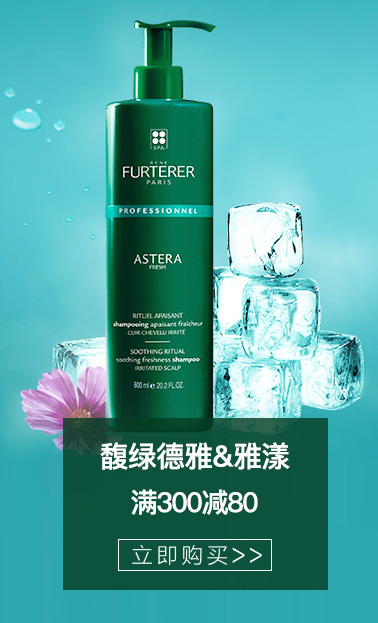 SPA
RENE
FURTERER
PARIS
PROFESSIONNEL
ASTERA
FRESH
RITUEL APAISANT
shampooing apaisant fraîcheur
CUIR CHEVELU IRRITÉ
SOOTHING RITUAL
soothing freshness shampoo
IRRITATED SCALP
600 ml e 20.2 FL.OZ.
馥绿德雅&雅漾
满300减80
立即购买>>